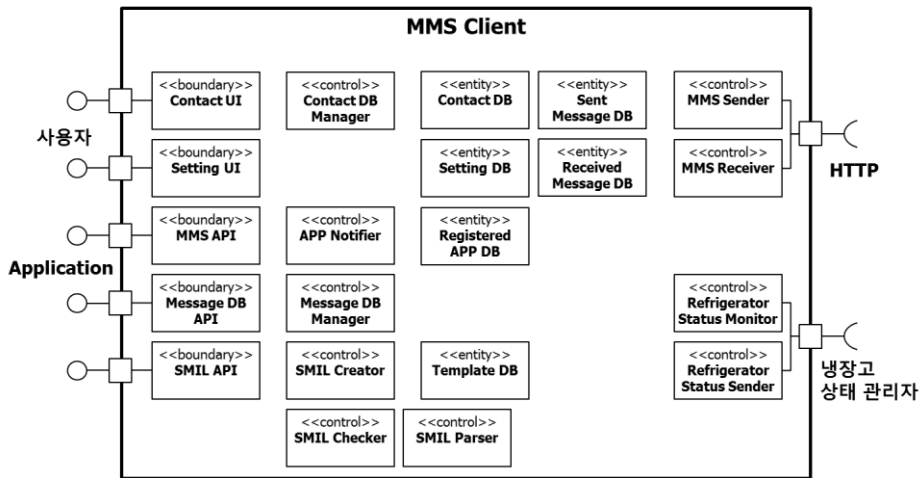 MMS Client
<<boundary>>
Contact UI
<<control>>
Contact DB
Manager
<<entity>>
Contact DB
<<entity>>
Sent
Message DB
<<control>>
MMS Sender
사용자
<<boundary>>
Setting UI
<<entity>>
Setting DB
<<entity>>
Received
Message DB
<<control>>
MMS Receiver
HTTP
<<boundary>>
MMS API
<<control>>
APP Notifier
<<entity>>
Registered
APP DB
Application
<<boundary>>
Message DB
API
<<control>>
Message DB
Manager
<<control>>
Refrigerator
Status Monitor
<<boundary>>
SMIL API
<<control>>
SMIL Creator
<<entity>>
Template DB
<<control>>
Refrigerator
Status Sender
냉장고
상태 관리자
<<control>>
SMIL Checker
<<control>>
SMIL Parser